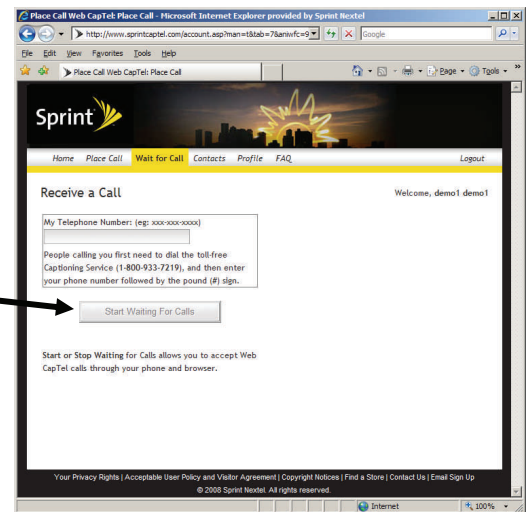 Place Call Web CapTel: Place Call - Microsoft Internet Explorer provided by Sprint Nextel
http://www.sprintcaptel.com/account.asp?man=t&tab=7&aniwfc=9
Google
File Edit View Favorites Tools Help
Place Call Web CapTel: Place Call
Page Tools
Sprint
Home Place Call Wait for Call Contacts Profile FAQ Logout
Receive a Call
Welcome, demo1 demo1
My Telephone Number: (eg: xxx-xxx-xxxx)
People calling you first need to dial the toll-free
Captioning Service (1-800-933-7219), and then enter
your phone number followed by the pound (#) sign.
Start Waiting For Calls
Start or Stop Waiting for Calls allows you to accept Web
CapTel calls through your phone and browser.
Your Privacy Rights | Acceptable User Policy and Visitor Agreement | Copyright Notices | Find a Store | Contact Us | Email Sign Up
© 2008 Sprint Nextel. All rights reserved.
Internet 100%